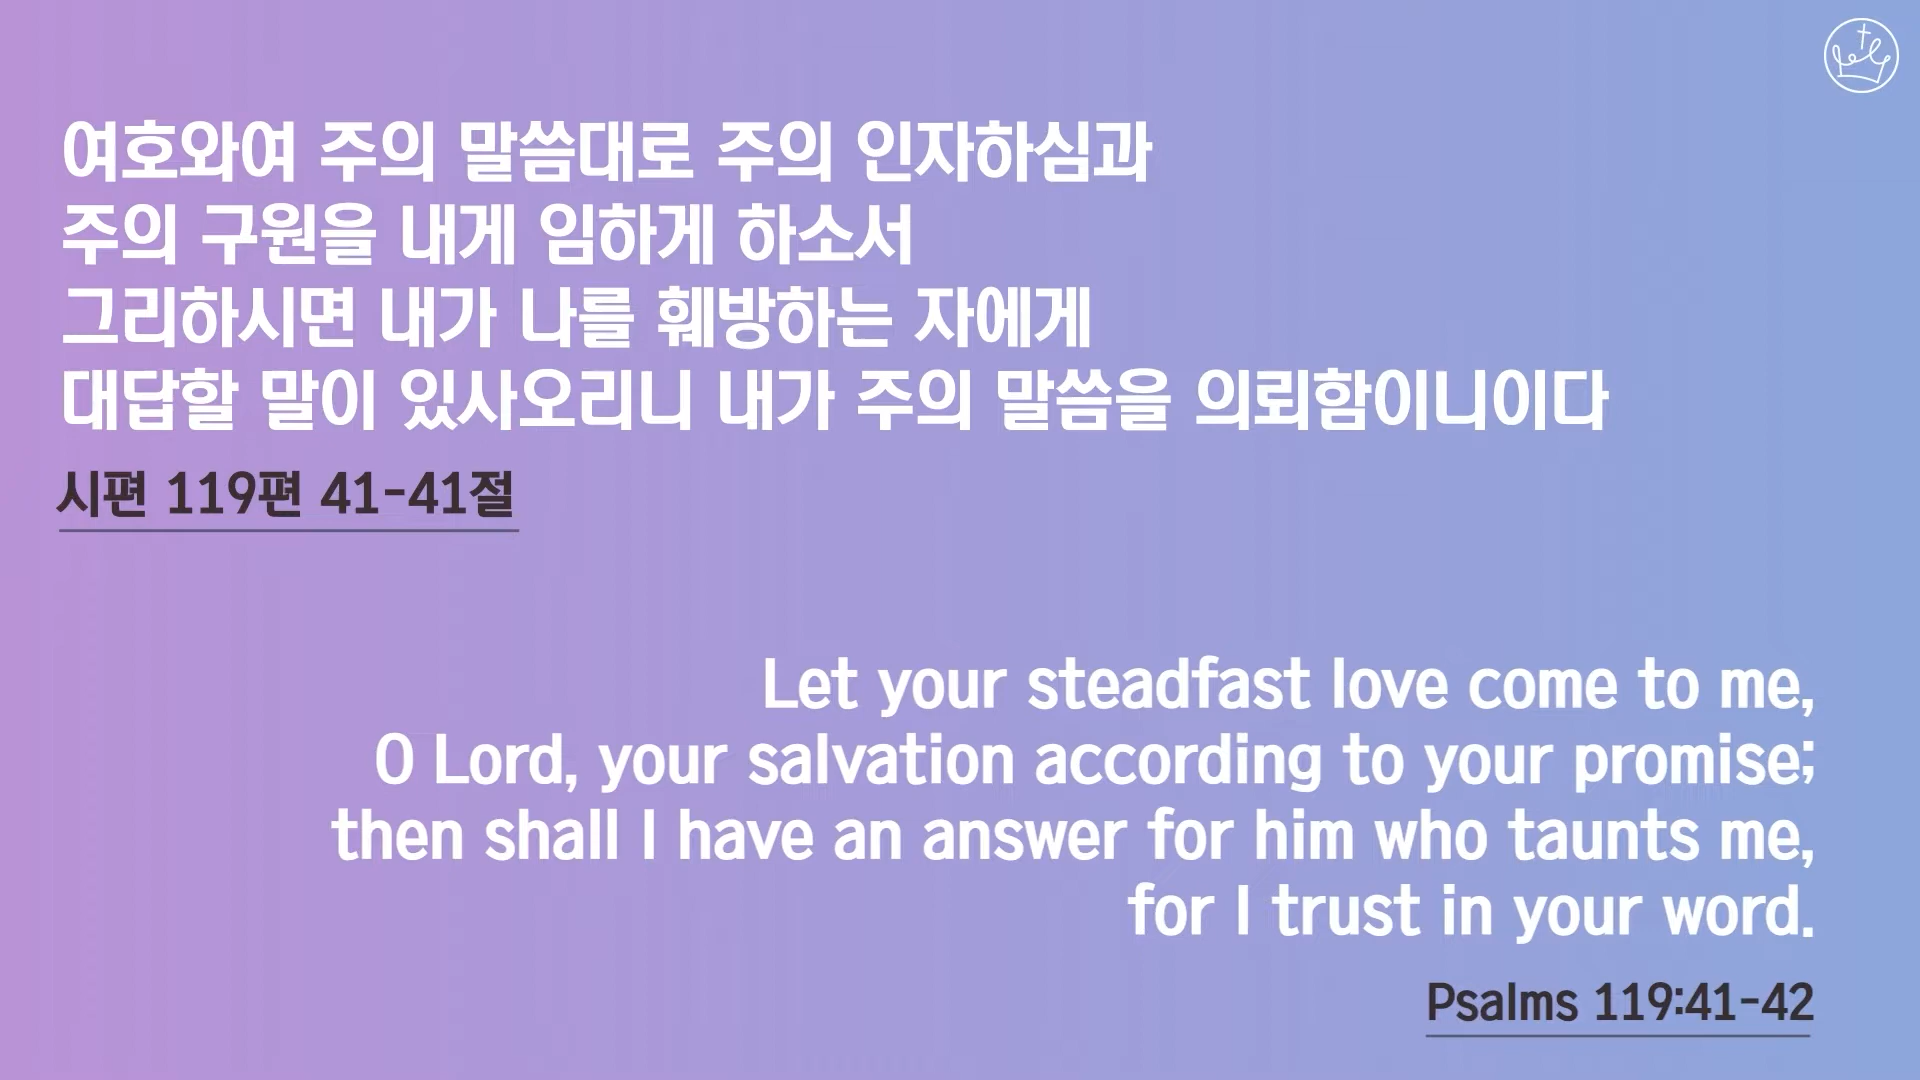 여호와여 주의 말씀대로 주의 인자하심과
주의 구원을 내게 임하게 하소서
그리하시면 내가 나를 훼방하는 자에게
대답할 말이 있사오리니 내가 주의 말씀을 의뢰함이니이다
시편 119편 41-41절
Let your steadfast love come to me,
O Lord, your salvation according to your promise;
then shall I have an answer for him who taunts me,
for I trust in your word.
Psalms 119:41-42